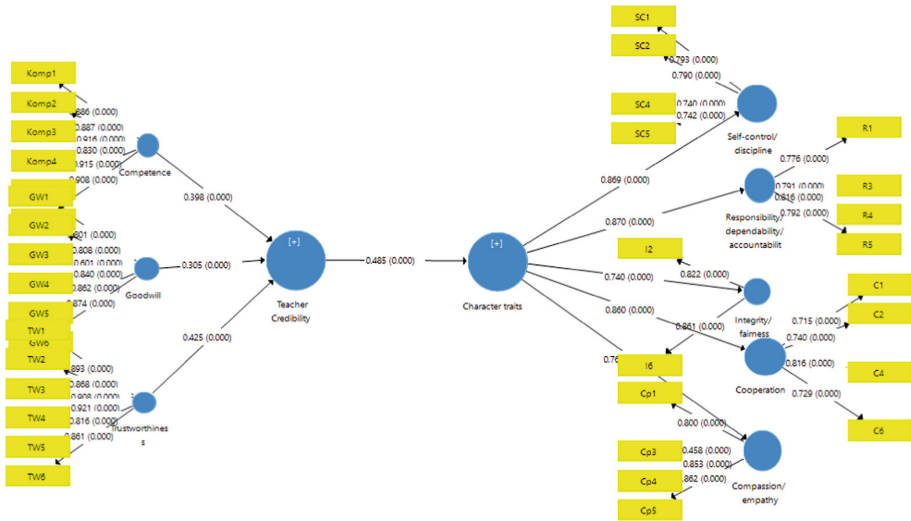 SC1
SC2
0.793 (0.000)
0.790 (0.000)
SC4
0.740 (0.000)
0.742 (0.000)
SC5
Self-control/
discipline
Komp1
Komp2
Komp3
Komp4
0.887 (0.000)
0.916 (0.000)
0.830 (0.000)
Competence
0.398 (0.000)
GW1
GW2
GW3
GW4
GW5
GW6
0.808 (0.000)
0.601 (0.000)
0.840 (0.000)
0.862 (0.000)
Goodwill
0.305 (0.000)
TW1
TW2
TW3
TW4
TW5
TW6
0.868 (0.000)
0.921 (0.000)
0.816 (0.000)
0.861 (0.000)
0.425 (0.000)
[+]
Teacher
Credibility
0.485 (0.000)
[+]
Character traits
0.869 (0.000)
0.870 (0.000)
0.740 (0.000)
0.860 (0.000)
R1
R3
R4
R5
0.776 (0.000)
0.791 (0.000)
0.816 (0.000)
0.792 (0.000)
Responsibility/
dependability/
accountabilit
I2
0.822 (0.000)
Integrity/
fairness
0.861 (0.000)
I6
C1
C2
C4
C6
0.715 (0.000)
0.740 (0.000)
0.816 (0.000)
0.729 (0.000)
Cooperation
Cp1
Cp3
Cp4
Cp5
0.800 (0.000)
0.458 (0.000)
0.853 (0.000)
Compassion/
empathy